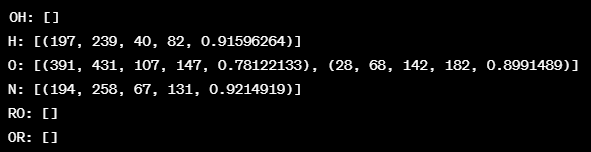 OH: []
H: [(197, 239, 40, 82, 0.91596264)]
O: [(391, 431, 107, 147, 0.78122133), (28, 68, 142, 182, 0.8991489)]
N: [(194, 258, 67, 131, 0.9214919)]
RO: []
OR: []